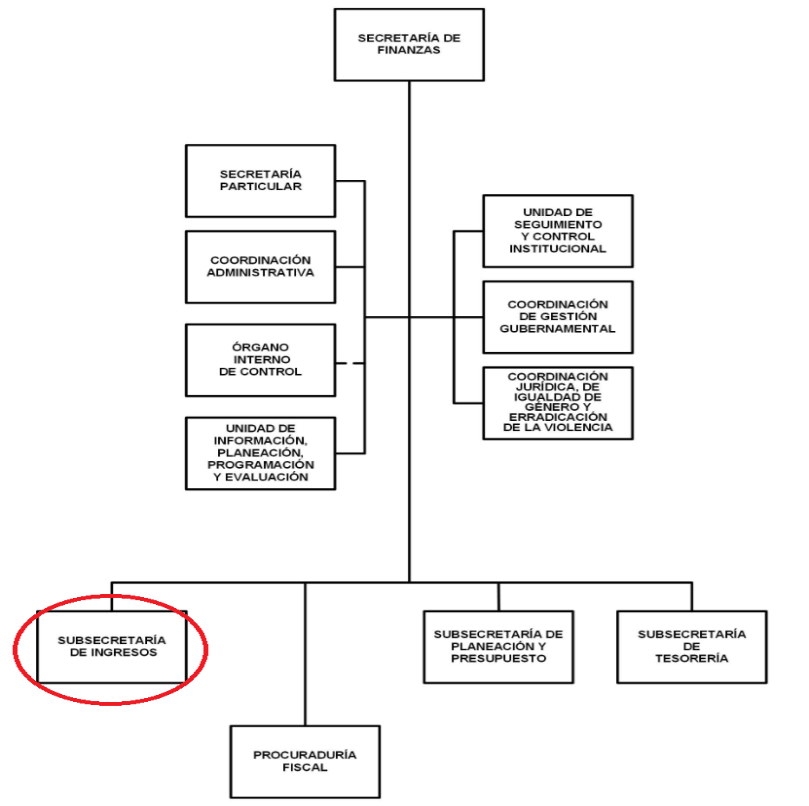 SECRETARÍA DE
FINANZAS
SECRETARÍA
PARTICULAR
COORDINACIÓN
ADMINISTRATIVA
ÓRGANO
INTERNO
DE CONTROL
UNIDAD DE
INFORMACIÓN,
PLANEACIÓN,
PROGRAMACIÓN
Y EVALUACIÓN
UNIDAD DE
SEGUIMIENTO
Y CONTROL
INSTITUCIONAL
COORDINACIÓN
DE GESTIÓN
GUBERNAMENTAL
COORDINACIÓN
JURÍDICA, DE
IGUALDAD DE
GÉNERO Y
ERRADICACIÓN
DE LA VIOLENCIA
SUBSECRETARÍA
DE INGRESOS
PROCURADURÍA
FISCAL
SUBSECRETARÍA DE
PLANEACIÓN Y
PRESUPUESTO
SUBSECRETARÍA
DE
TESORERÍA